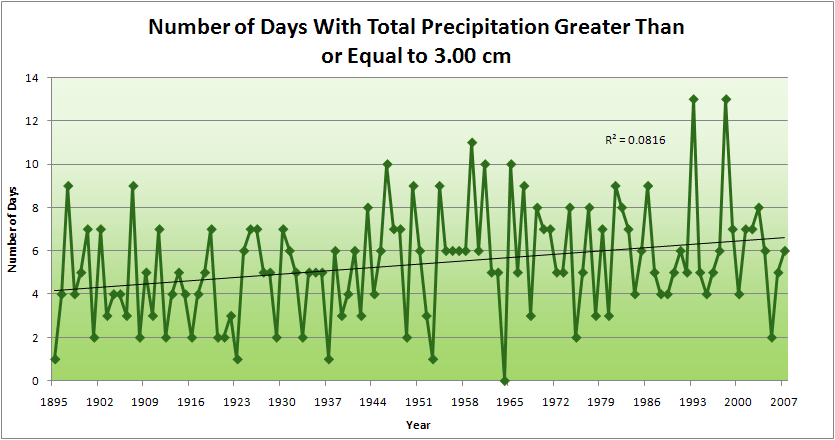 Number of Days With Total Precipitation Greater Than
or Equal to 3.00 cm
14
12
10
8
6
4
2
0
Number of Days
R² = 0.0816
1895 1902 1909 1916 1923 1930 1937 1944 1951 1958 1965 1972 1979 1986 1993 2000 2007
Year